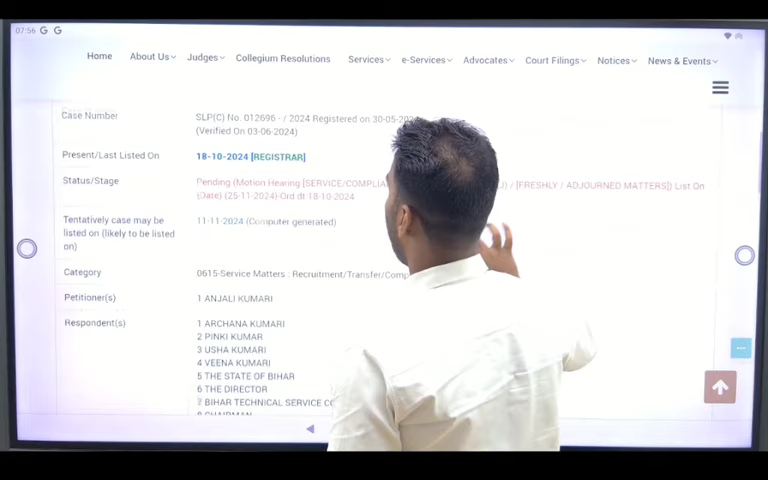 07:56 G G
Home About Us Judges Collegium Resolutions Services e-Services Advocates Court Filings Notices News & Events
Case Number SLP(C) No. 012696 - / 2024 Registered on 30-05-2024
(Verified On 03-06-2024)
Present/Last Listed On 18-10-2024 [REGISTRAR]
Status/Stage Pending (Motion Hearing [SERVICE/COMPLIA / [FRESHLY / ADJOURNED MATTERS]) List On
(Date) (25-11-2024)-Ord dt:18-10-2024
Tentatively case may be
listed on (likely to be listed
on) 11-11-2024 (Computer generated)
Category 0615-Service Matters : Recruitment/Transfer/Comp
Petitioner(s) 1 ANJALI KUMARI
Respondent(s) 1 ARCHANA KUMARI
2 PINKI KUMAR
3 USHA KUMARI
4 VEENA KUMARI
5 THE STATE OF BIHAR
6 THE DIRECTOR
7 BIHAR TECHNICAL SERVICE CO
8 CHAIRMAN